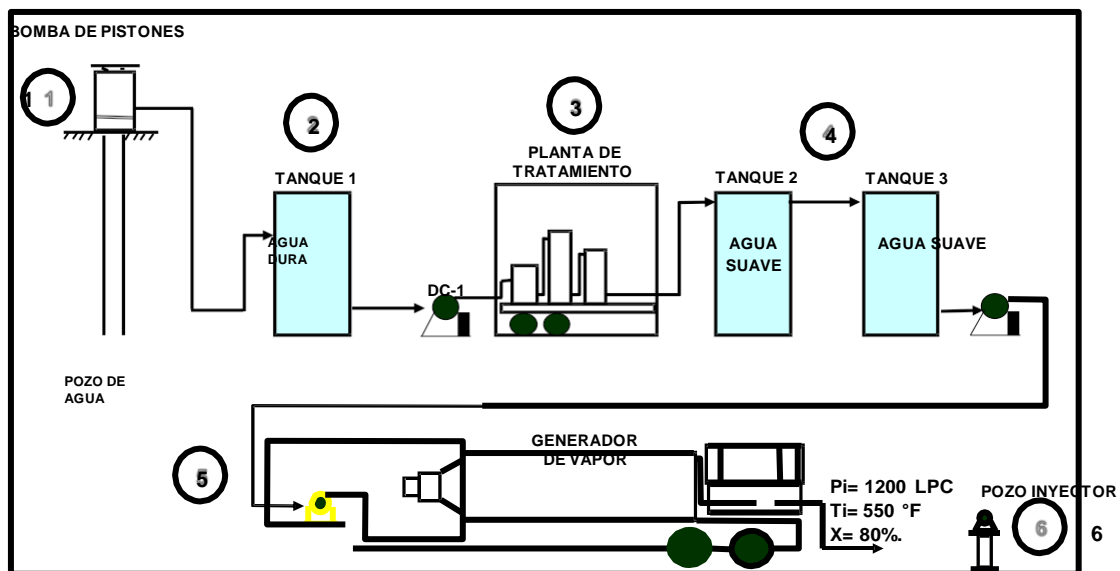 BOMBA DE PISTONES
1 1
2
3
4
PLANTA DE
TRATAMIENTO
TANQUE 1
TANQUE 2
TANQUE 3
AGUA
DURA
AGUA
SUAVE
AGUA SUAVE
DC-1
POZO DE
AGUA
5
GENERADOR
DE VAPOR
Pi= 1200 LPC
Ti= 550 °F
X= 80%.
POZO INYECTOR
6 6